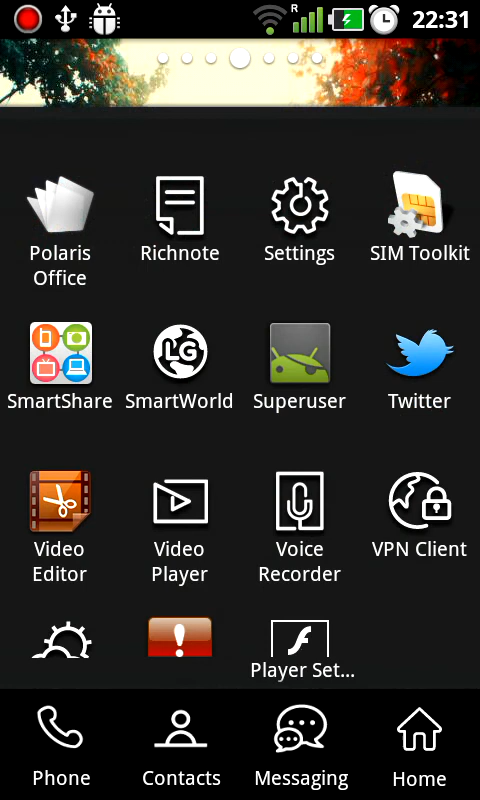 R
22:31
Polaris
Office
Richnote
Settings
SIM Toolkit
LG
SmartShare
SmartWorld
Superuser
Twitter
Video
Editor
Video
Player
Voice
Recorder
VPN Client
Player Set...
Phone
Contacts
Messaging
Home